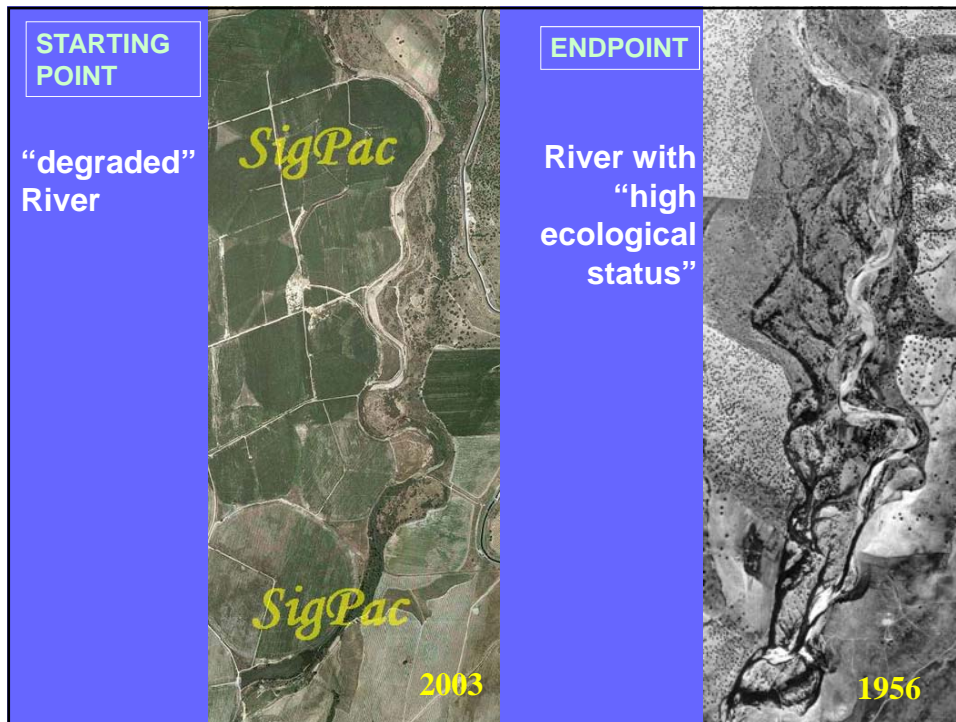 STARTING
POINT
“degraded”
River
SigPac
SigPac
2003
ENDPOINT
River with
“high
ecological
status”
1956